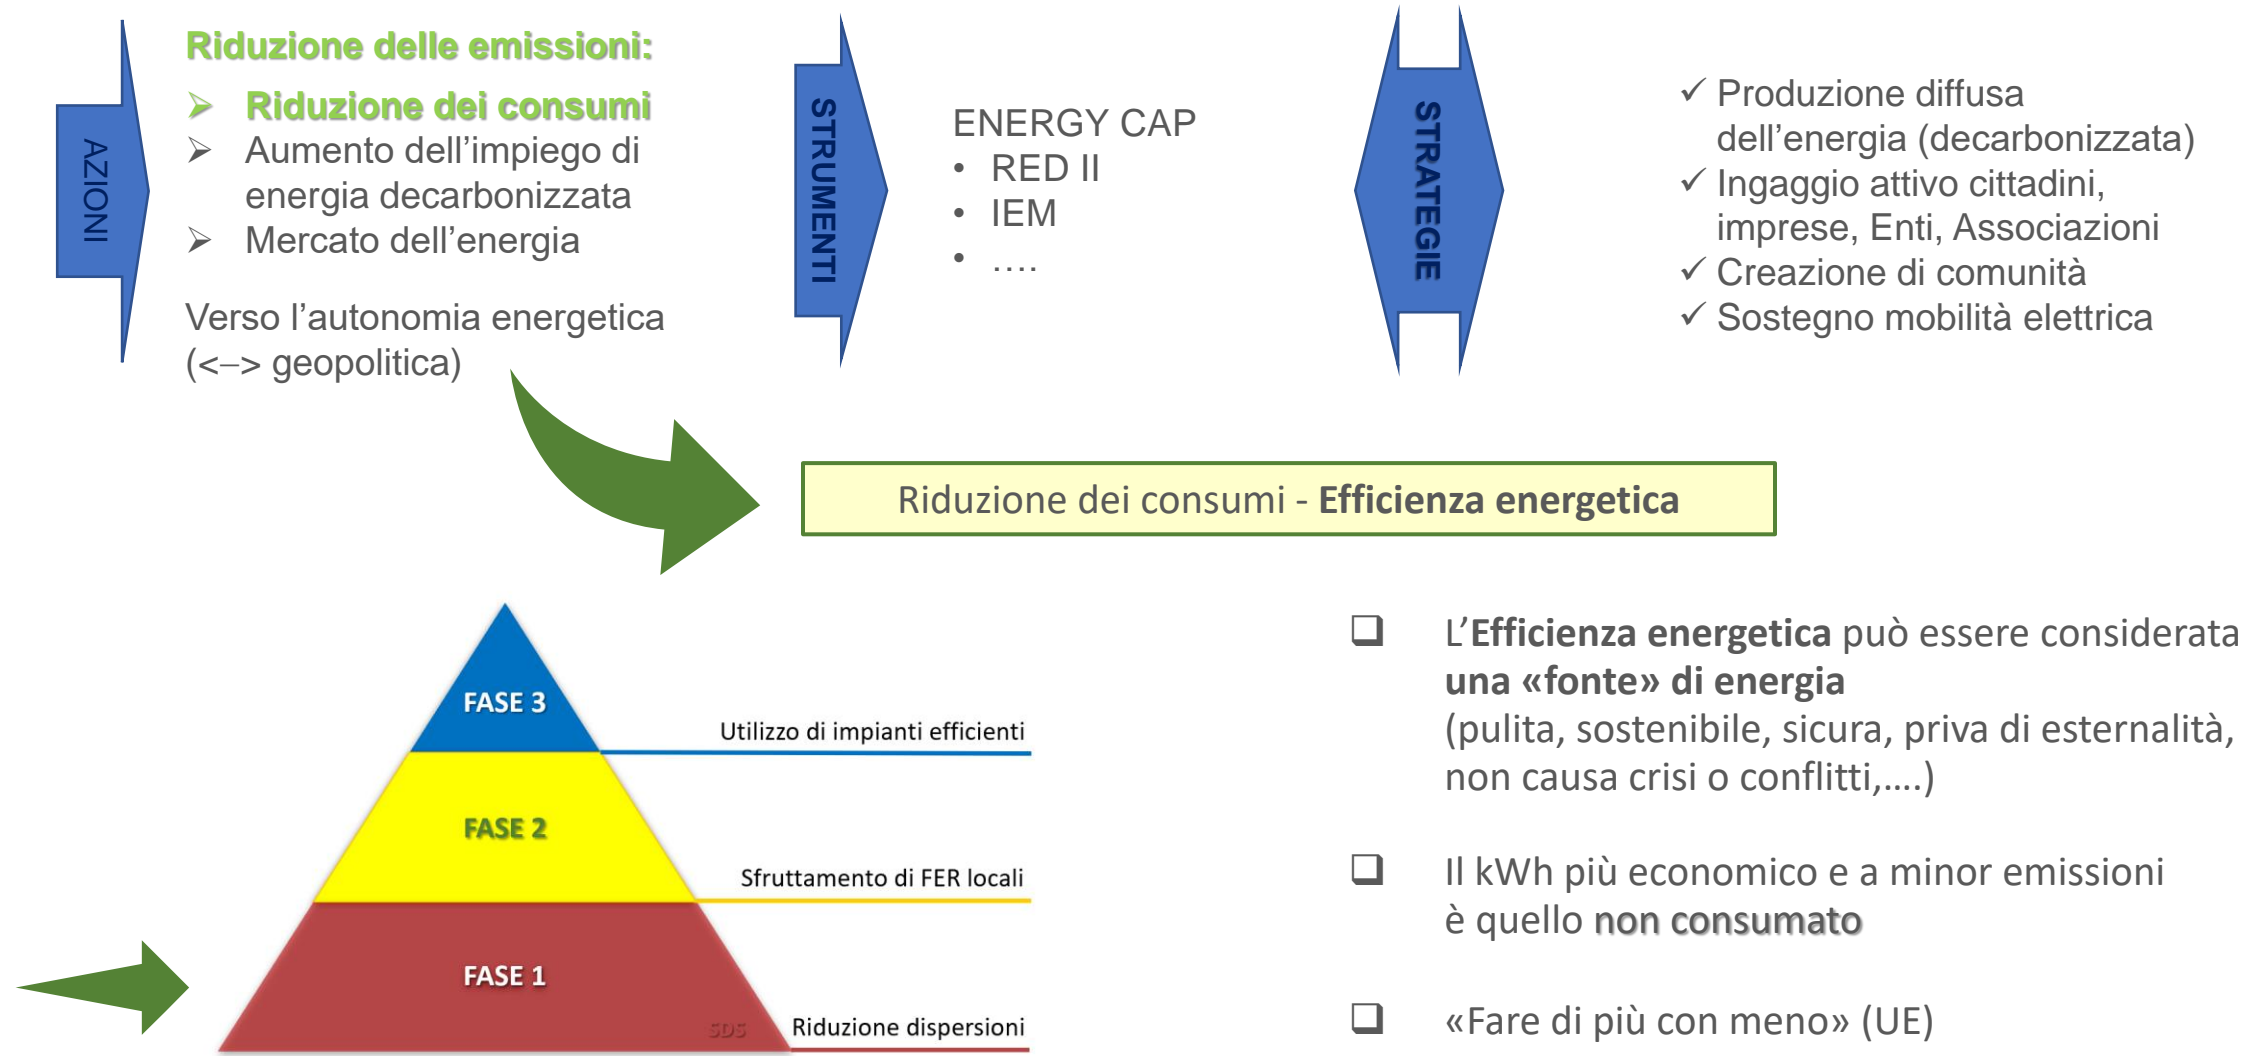 AZIONI
Riduzione delle emissioni:
➢ Riduzione dei consumi
➢ Aumento dell’impiego di
energia decarbonizzata
➢ Mercato dell’energia
Verso l’autonomia energetica
(<–> geopolitica)
STRUMENTI
ENERGY CAP
• RED II
• IEM
• ….
STRATEGIE
✓ Produzione diffusa
dell’energia (decarbonizzata)
✓ Ingaggio attivo cittadini,
imprese, Enti, Associazioni
✓ Creazione di comunità
✓ Sostegno mobilità elettrica
Riduzione dei consumi - Efficienza energetica
FASE 3
Utilizzo di impianti efficienti
FASE 2
Sfruttamento di FER locali
FASE 1
SDS
Riduzione dispersioni
❑ L’Efficienza energetica può essere considerata
una «fonte» di energia
(pulita, sostenibile, sicura, priva di esternalità,
non causa crisi o conflitti,….)
❑ Il kWh più economico e a minor emissioni
è quello non consumato
❑ «Fare di più con meno» (UE)